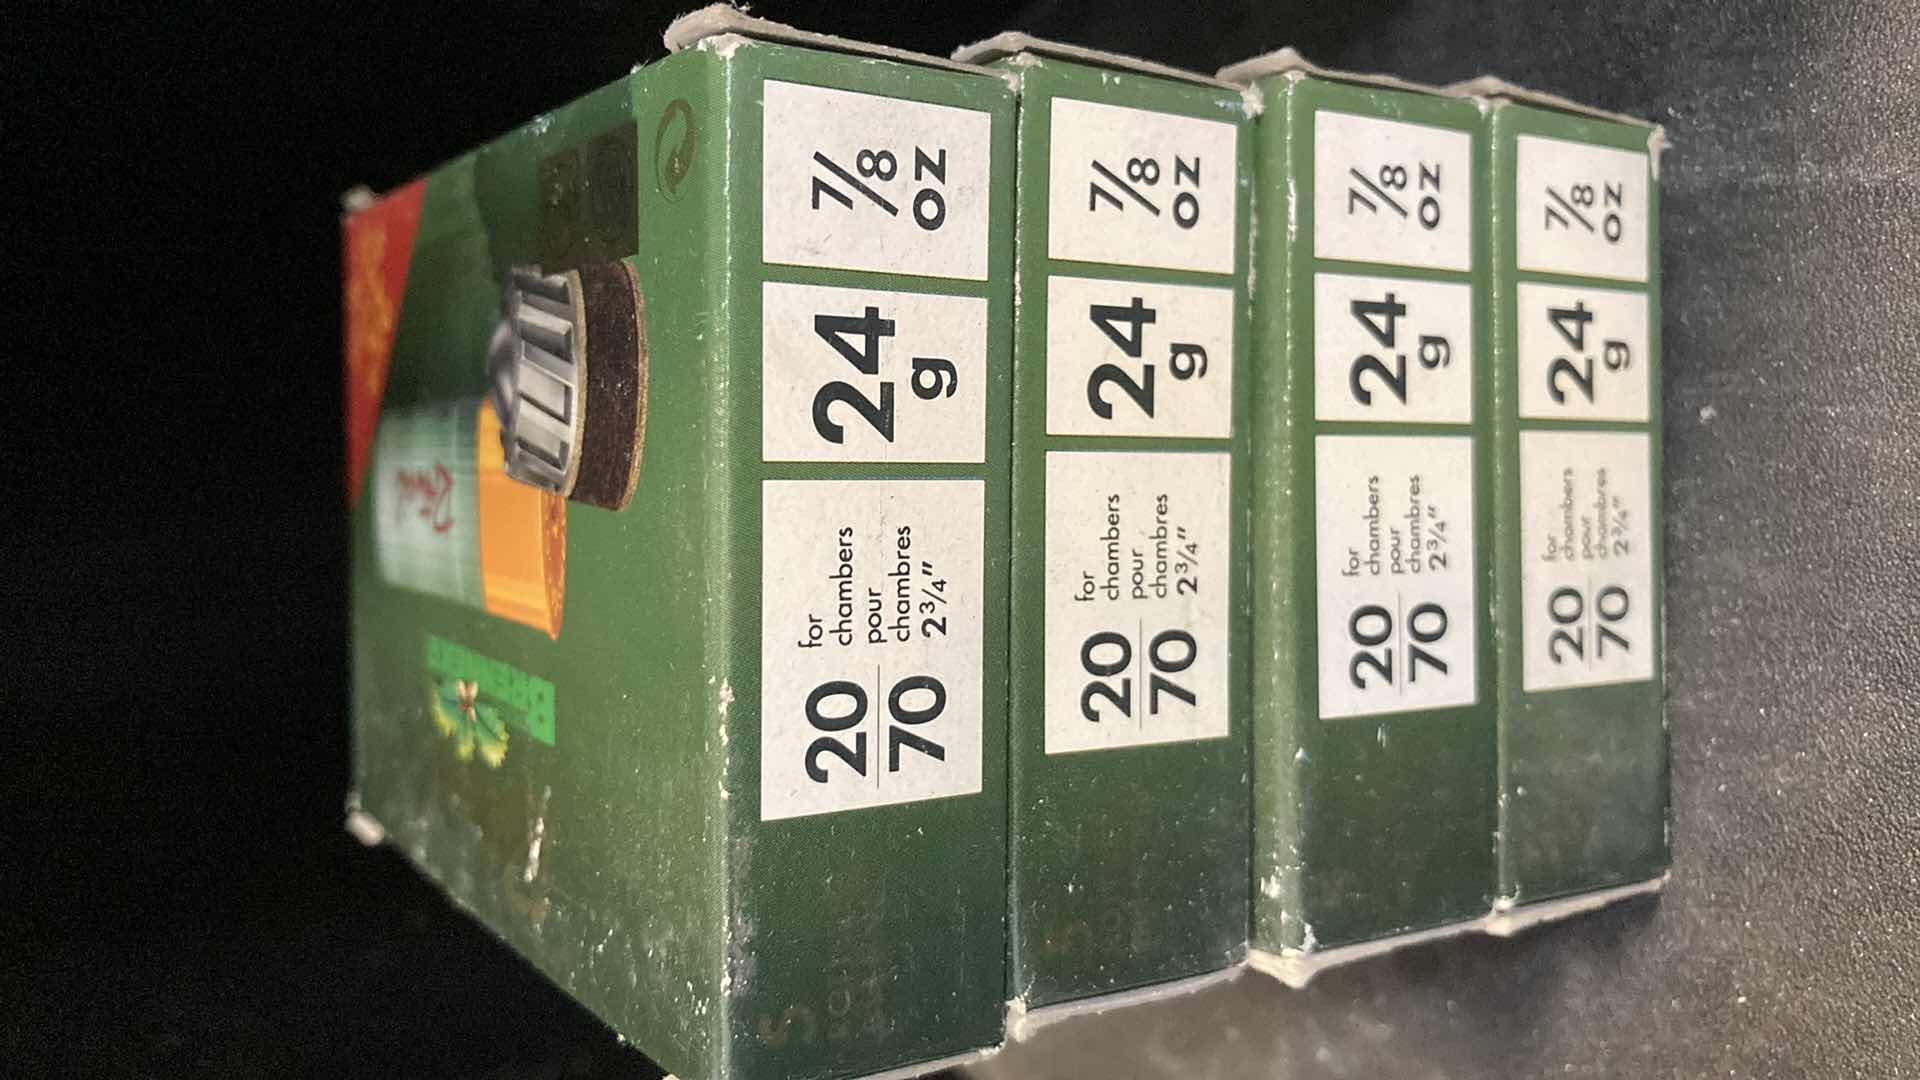 BRENNEKE
20
70
for
chambers
pour
chambres
2¾"
24
g
7/8
oz
20
70
for
chambers
pour
chambres
2¾"
24
g
7/8
oz
20
70
for
chambers
pour
chambres
2¾"
24
g
7/8
oz
20
70
for
chambers
pour
chambres
2¾"
24
g
7/8
oz